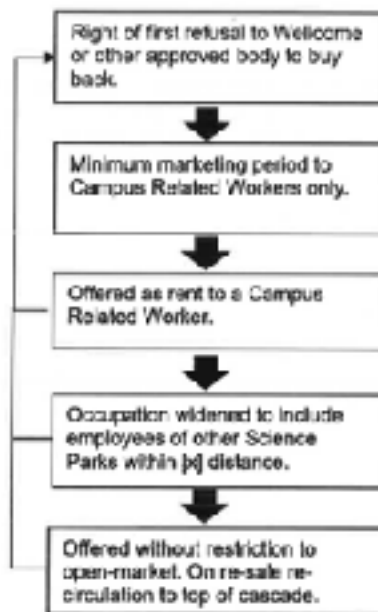 Right of first refusal to Wellcome
or other approved body to buy
back.
Minimum marketing period to
Campus Related Workers only.
Offered as rent to a Campus
Related Worker.
Occupation widened to include
employees of other Science
Parks within [x] distance.
Offered without restriction to
open-market. On re-sale re-
circulation to top of cascade.